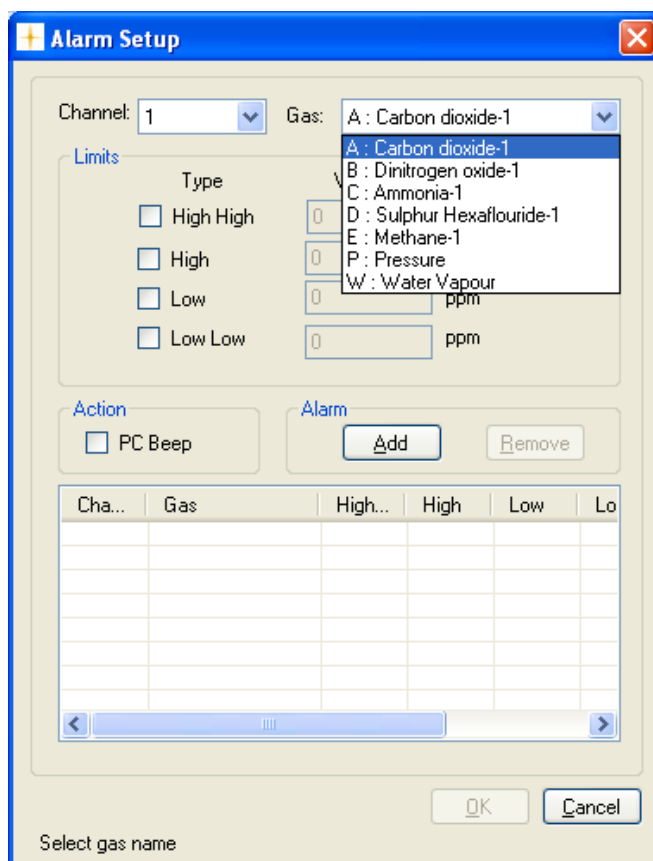 Alarm Setup
Channel: 1 Gas: A : Carbon dioxide-1
A : Carbon dioxide-1
B : Dinitrogen oxide-1
C : Ammonia-1
D : Sulphur Hexaflouride-1
E : Methane-1
P : Pressure
W : Water Vapour
Limits
Type V
High High 0
High 0
Low 0 ppm
Low Low 0 ppm
Action Alarm
PC Beep Add Remove
Cha... Gas High... High Low Lo
OK Cancel
Select gas name